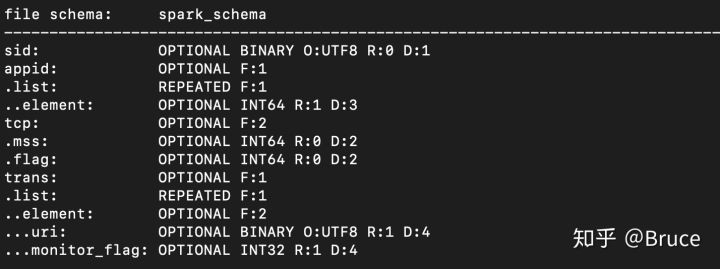 file schema:     spark_schema
--------------------------------------------------------------------------------
sid:             OPTIONAL BINARY O:UTF8 R:0 D:1
appid:           OPTIONAL F:1
.list:           REPEATED F:1
..element:       OPTIONAL INT64 R:1 D:3
tcp:             OPTIONAL F:2
.mss:            OPTIONAL INT64 R:0 D:2
.flag:           OPTIONAL INT64 R:0 D:2
trans:           OPTIONAL F:1
.list:           REPEATED F:1
..element:       OPTIONAL F:2
...uri:          OPTIONAL BINARY O:UTF8 R:1 D:4
...monitor_flag: OPTIONAL INT32 R:1 D:4
知乎 @Bruce